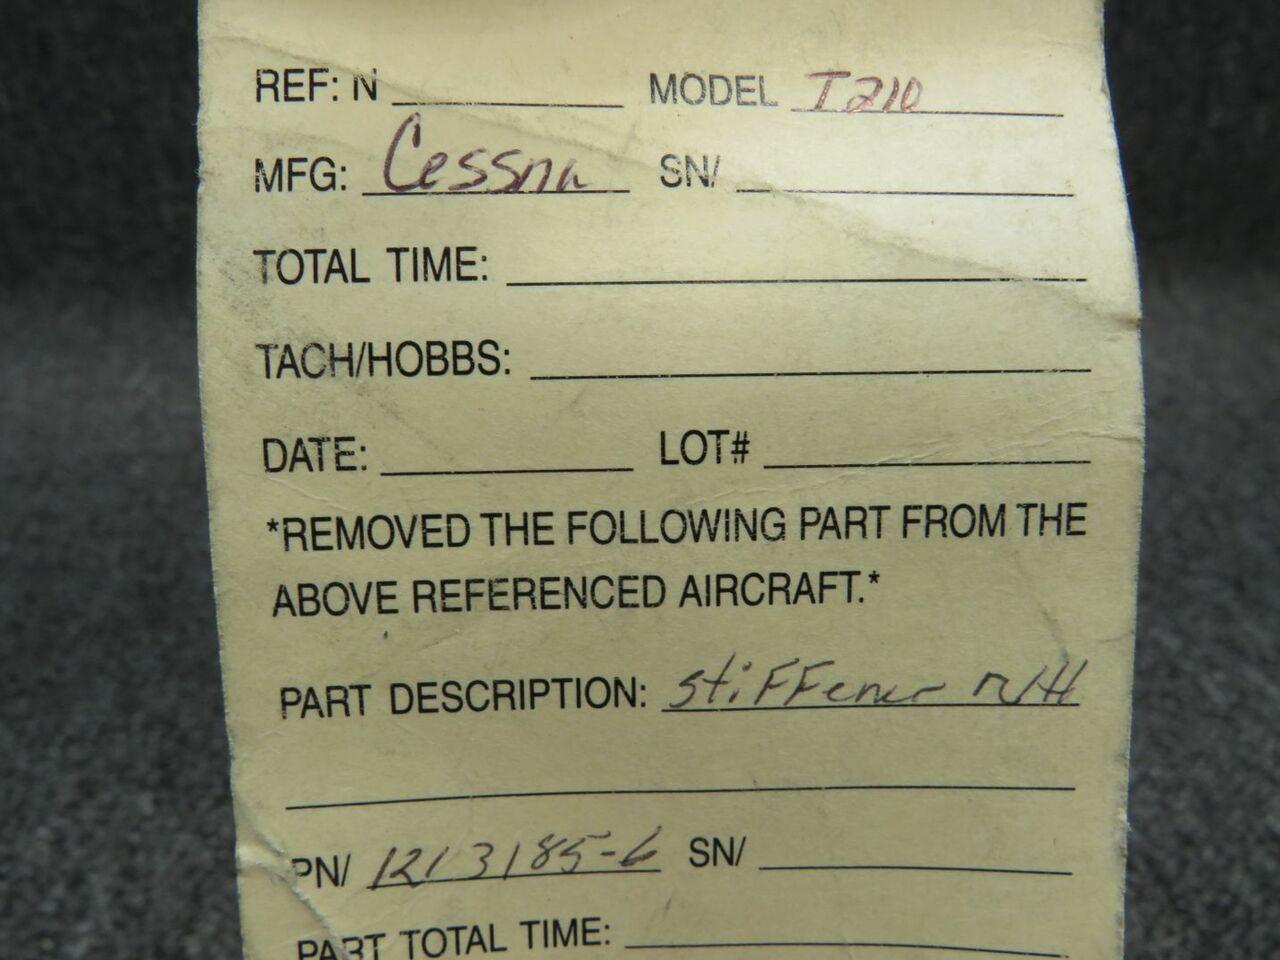 REF: N MODEL T210
MFG: Cessna SN/
TOTAL TIME:
TACH/HOBBS:
DATE: LOT#
*REMOVED THE FOLLOWING PART FROM THE
ABOVE REFERENCED AIRCRAFT.*
PART DESCRIPTION: stiFFener R/H
PN/ 1213185-6 SN/
PART TOTAL TIME: